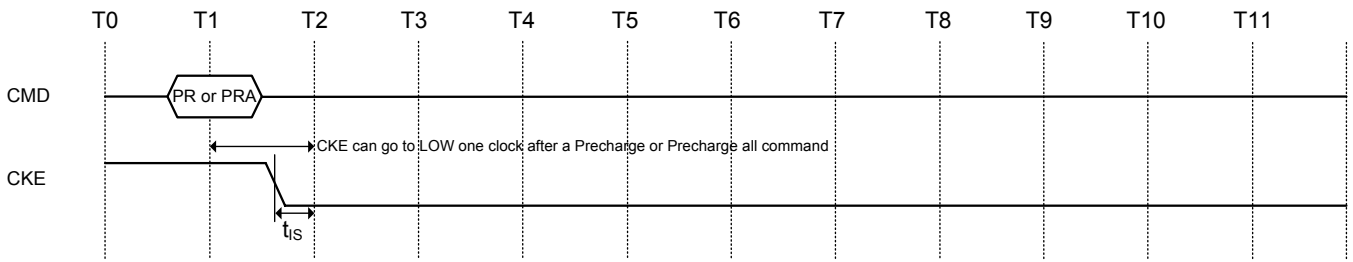 T0 T1 T2 T3 T4 T5 T6 T7 T8 T9 T10 T11
CMD PR or PRA
CKE can go to LOW one clock after a Precharge or Precharge all command
CKE
tIS